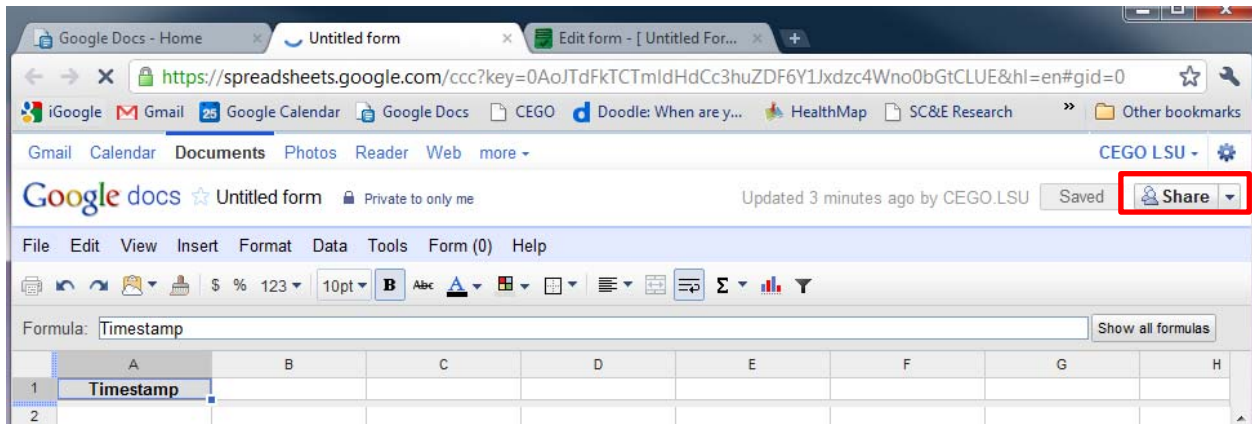 Google Docs - Home Untitled form Edit form - [ Untitled For...
https://spreadsheets.google.com/ccc?key=0AoJTdFkTCTmIdHdCc3huZDF6Y1Jxdzc4Wno0bGtCLUE&hl=en#gid=0
iGoogle Gmail 25 Google Calendar Google Docs CEGO Doodle: When are y... HealthMap SC&E Research » Other bookmarks
Gmail Calendar Documents Photos Reader Web more CEGO LSU
Google docs Untitled form Private to only me Updated 3 minutes ago by CEGO.LSU Saved Share
File Edit View Insert Format Data Tools Form (0) Help
$ % 123 10pt B Abc A Σ
Formula: Timestamp Show all formulas
A B C D E F G H
1 Timestamp
2